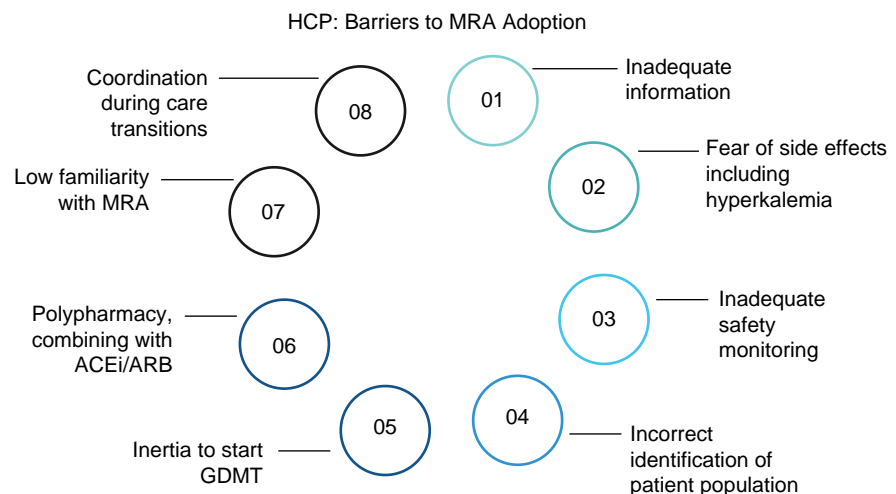 HCP: Barriers to MRA Adoption
01
Inadequate
information
02
Fear of side effects
including
hyperkalemia
03
Inadequate
safety
monitoring
04
Incorrect
identification of
patient population
05
Inertia to start
GDMT
06
Polypharmacy,
combining with
ACEi/ARB
07
Low familiarity
with MRA
08
Coordination
during care
transitions